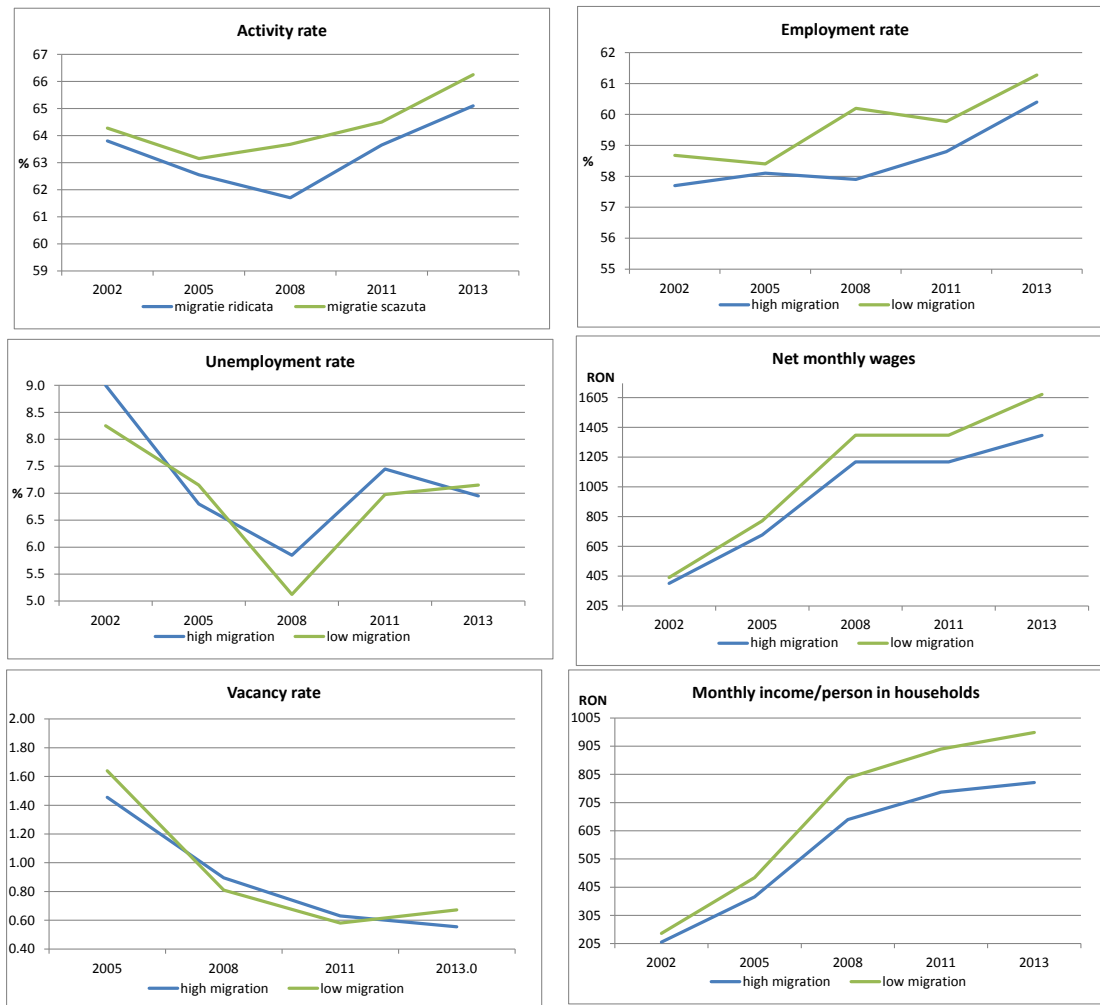 Activity rate
67
66
65
64
%
63
62
61
60
59
2002 2005 2008 2011 2013
migratie ridicata migratie scazuta
Employment rate
62
61
60
59
%
58
57
56
55
2002 2005 2008 2011 2013
high migration low migration
Unemployment rate
9.0
8.5
8.0
7.5
%
7.0
6.5
6.0
5.5
5.0
2002 2005 2008 2011 2013
high migration low migration
Net monthly wages
RON
1605
1405
1205
1005
805
605
405
205
2002 2005 2008 2011 2013
high migration low migration
Vacancy rate
2.00
1.80
1.60
1.40
1.20
1.00
0.80
0.60
0.40
2005 2008 2011 2013.0
high migration low migration
Monthly income/person in households
RON
1005
905
805
705
605
505
405
305
205
2002 2005 2008 2011 2013
high migration low migration